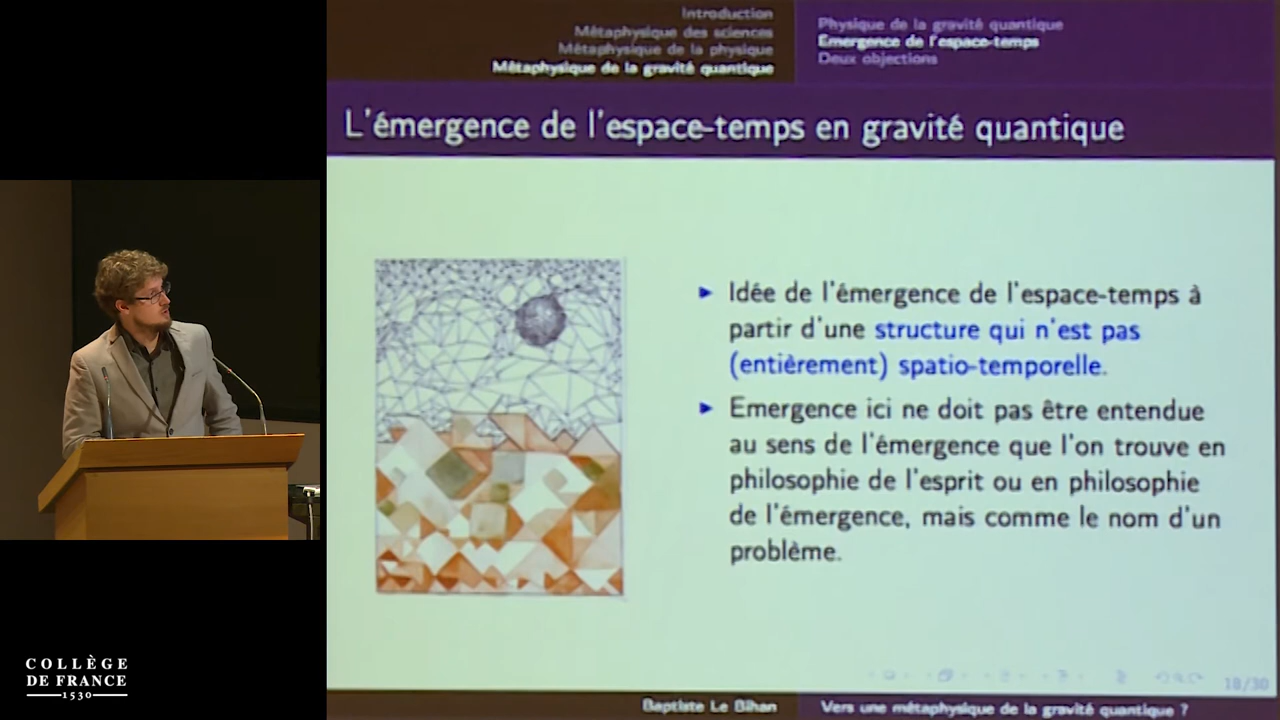 Introduction
Métaphysique des sciences
Métaphysique de la physique
Métaphysique de la gravité quantique
Physique de la gravité quantique
Emergence de l'espace-temps
Deux objections
L'émergence de l'espace-temps en gravité quantique
► Idée de l'émergence de l'espace-temps à
partir d'une structure qui n'est pas
(entièrement) spatio-temporelle.
► Emergence ici ne doit pas être entendue
au sens de l'émergence que l'on trouve en
philosophie de l'esprit ou en philosophie
de l'émergence, mais comme le nom d'un
problème.
18/30
Baptiste Le Bihan
Vers une métaphysique de la gravité quantique ?
COLLÈGE
DE FRANCE
1530